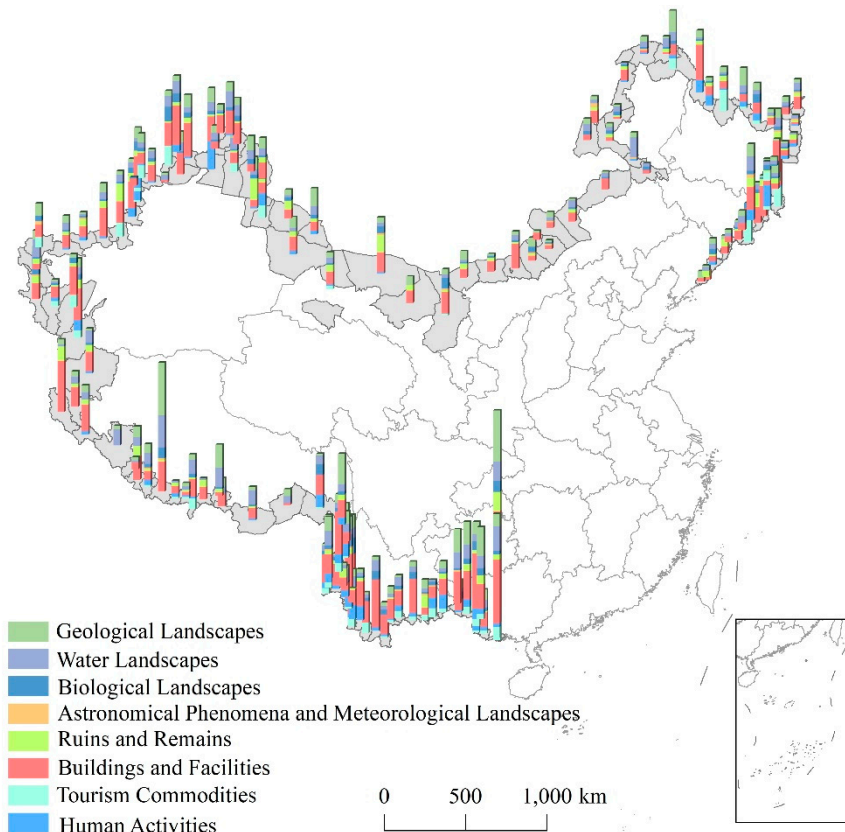 Geological Landscapes
Water Landscapes
Biological Landscapes
Astronomical Phenomena and Meteorological Landscapes
Ruins and Remains
Buildings and Facilities
Tourism Commodities
Human Activities
0 500 1,000 km